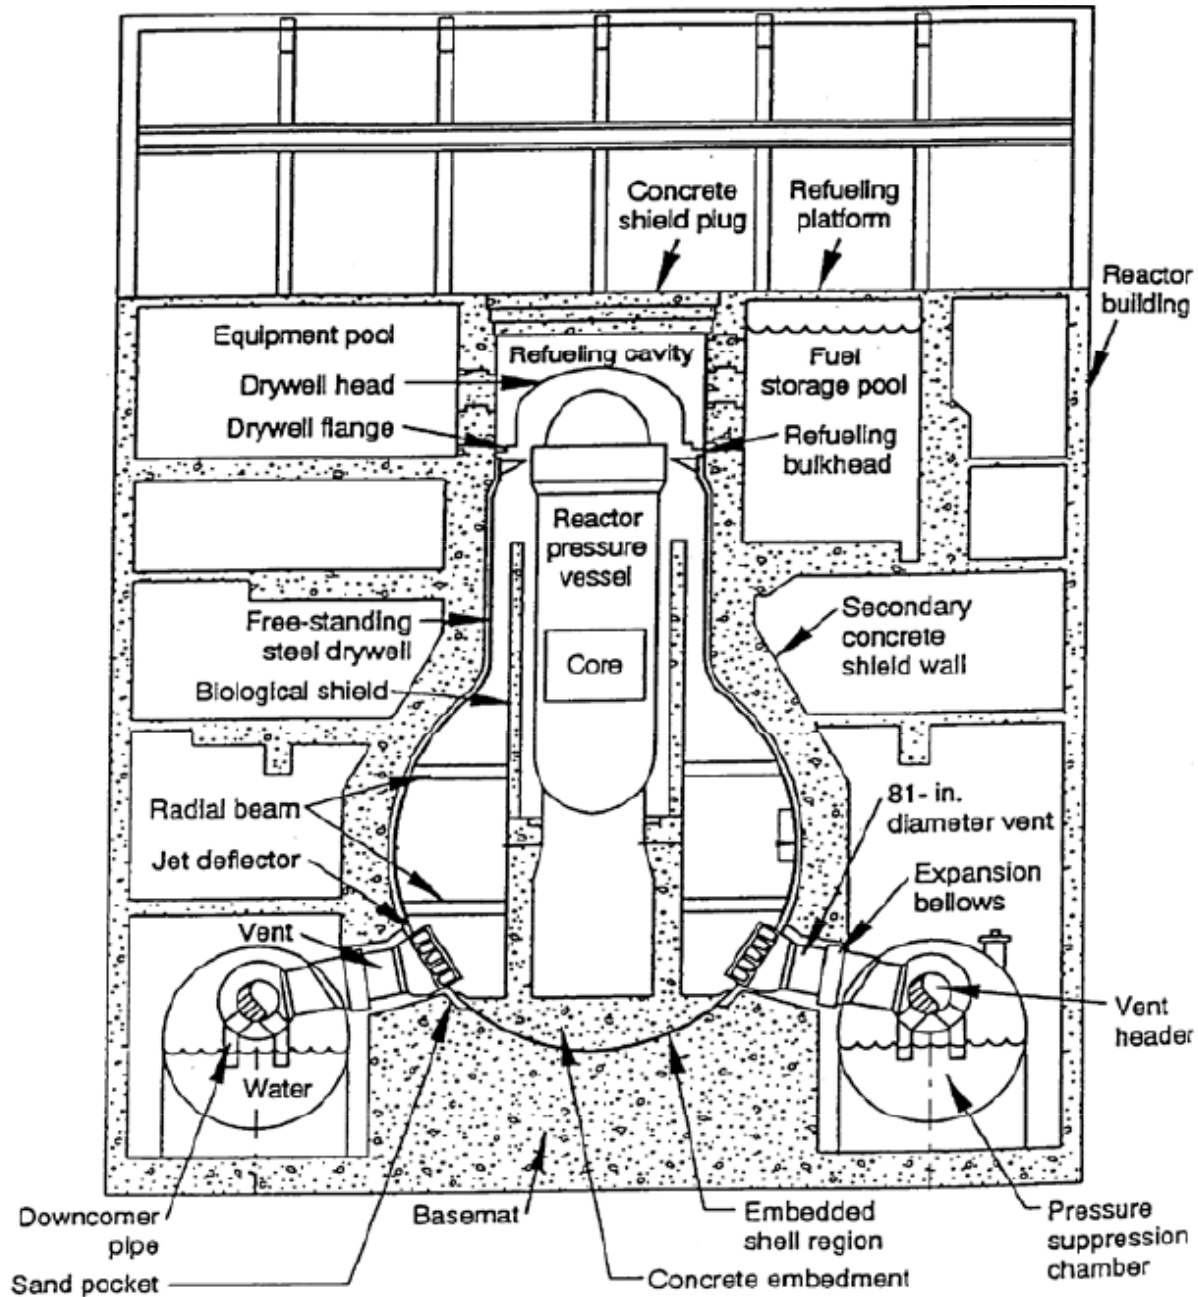 Concrete
shield plug
Refueling
platform
Reactor
building
Equipment pool
Refueling cavity
Fuel
storage pool
Drywell head
Drywell flange
Refueling
bulkhead
Reactor
pressure
vessel
Free-standing
steel drywell
Secondary
concrete
shield wall
Core
Biological shield
Radial beam
81- in.
diameter vent
Jet deflector
Expansion
bellows
Vent
Vent
header
Water
Downcomer
pipe
Basemat
Embedded
shell region
Pressure
suppression
chamber
Sand pocket
Concrete embedment